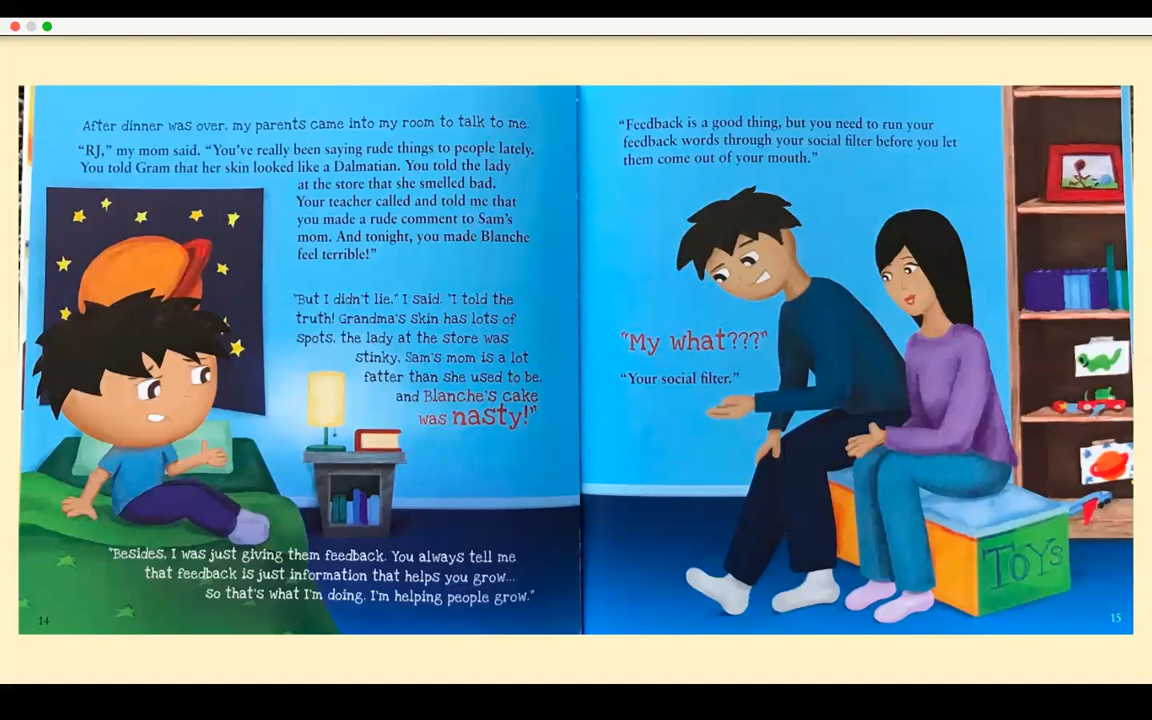 After dinner was over, my parents came into my room to talk to me.
“RJ,” my mom said. “You’ve really been saying rude things to people lately.
You told Gram that her skin looked like a Dalmatian. You told the lady
at the store that she smelled bad.
Your teacher called and told me that
you made a rude comment to Sam’s
mom. And tonight, you made Blanche
feel terrible!”
"But I didn't lie," I said. "I told the
truth! Grandma's skin has lots of
spots, the lady at the store was
stinky, Sam's mom is a lot
fatter than she used to be,
and Blanche's cake
was nasty!"
"Besides, I was just giving them feedback. You always tell me
that feedback is just information that helps you grow...
so that's what I'm doing. I'm helping people grow."
14
“Feedback is a good thing, but you need to run your
feedback words through your social filter before you let
them come out of your mouth.”
"My what???"
“Your social filter.”
TOYS
15